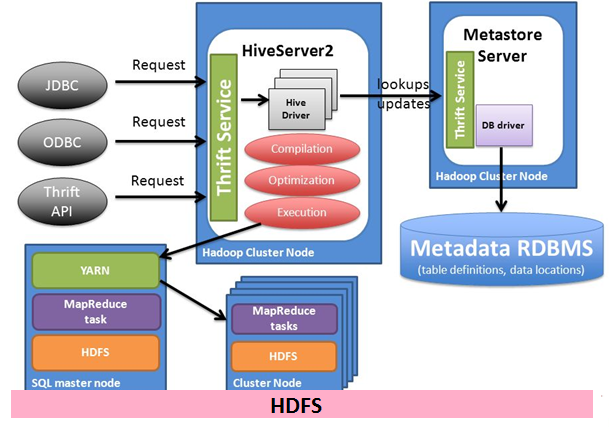 JDBC
ODBC
Thrift
API
Request
Request
Request
HiveServer2
Thrift Service
Hive
Driver
Compilation
Optimization
Execution
Hadoop Cluster Node
lookups
updates
Metastore
Server
Thrift Service
DB driver
Hadoop Cluster Node
Metadata RDBMS
(table definitions, data locations)
YARN
MapReduce
task
HDFS
SQL master node
MapReduce
tasks
HDFS
Cluster Node
HDFS